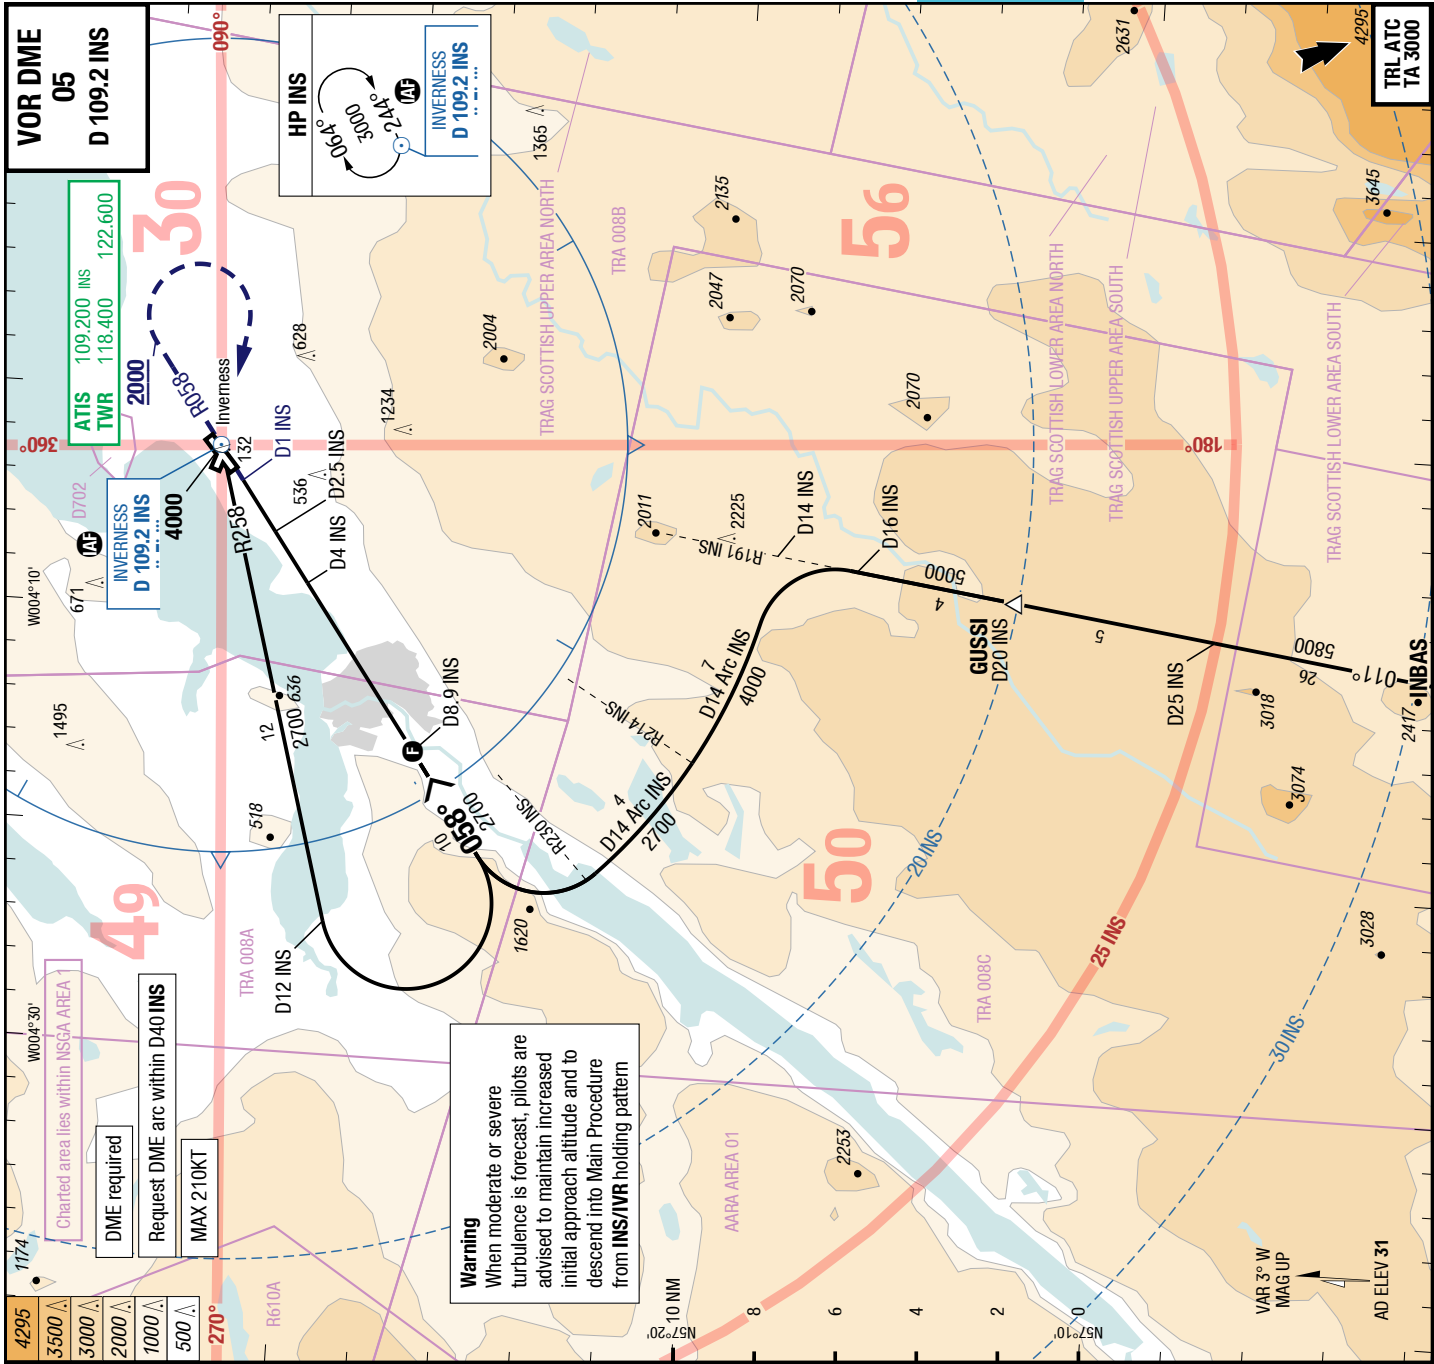 VOR DME
05
D 109.2 INS
ATIS 109.200 INS
TWR 118.400 122.600
HP INS
064°
3000
244°
IAF
INVERNESS
D 109.2 INS
090°
30
4295
TRL ATC
TA 3000
2631
3645
1365
2135
2047
2070
2004
2070
56
TRAG SCOTTISH UPPER AREA NORTH
TRA 008B
TRAG SCOTTISH LOWER AREA NORTH
TRAG SCOTTISH UPPER AREA SOUTH
TRAG SCOTTISH LOWER AREA SOUTH
2000
R058
Inverness
132
D1 INS
628
1234
536
D2.5 INS
D4 INS
360°
180°
D702
IAF
INVERNESS
D 109.2 INS
4000
R258
671
W004°10'
1495
12
2700
636
518
F
D8.9 INS
058°
10
2700
D12 INS
1620
R230 INS
R214 INS
R191 INS
2011
2225
D14 INS
D16 INS
D14 Arc INS
7
4000
D14 Arc INS
4
2700
5000
4
GUSSI
D20 INS
5
D25 INS
5800
26
011°
INBAS
2417
3018
3074
3028
2253
49
50
20 INS
25 INS
30 INS
TRA 008A
TRA 008C
AARA AREA 01
R610A
W004°30'
Charted area lies within NSGA AREA 1
DME required
Request DME arc within D40 INS
MAX 210KT
Warning
When moderate or severe
turbulence is forecast, pilots are
advised to maintain increased
initial approach altitude and to
descend into Main Procedure
from INS/IVR holding pattern
1174
4295
3500
3000
2000
1000
500
270°
10 NM
8
6
4
2
0
N57°20'
N57°10'
VAR 3° W
MAG UP
AD ELEV 31